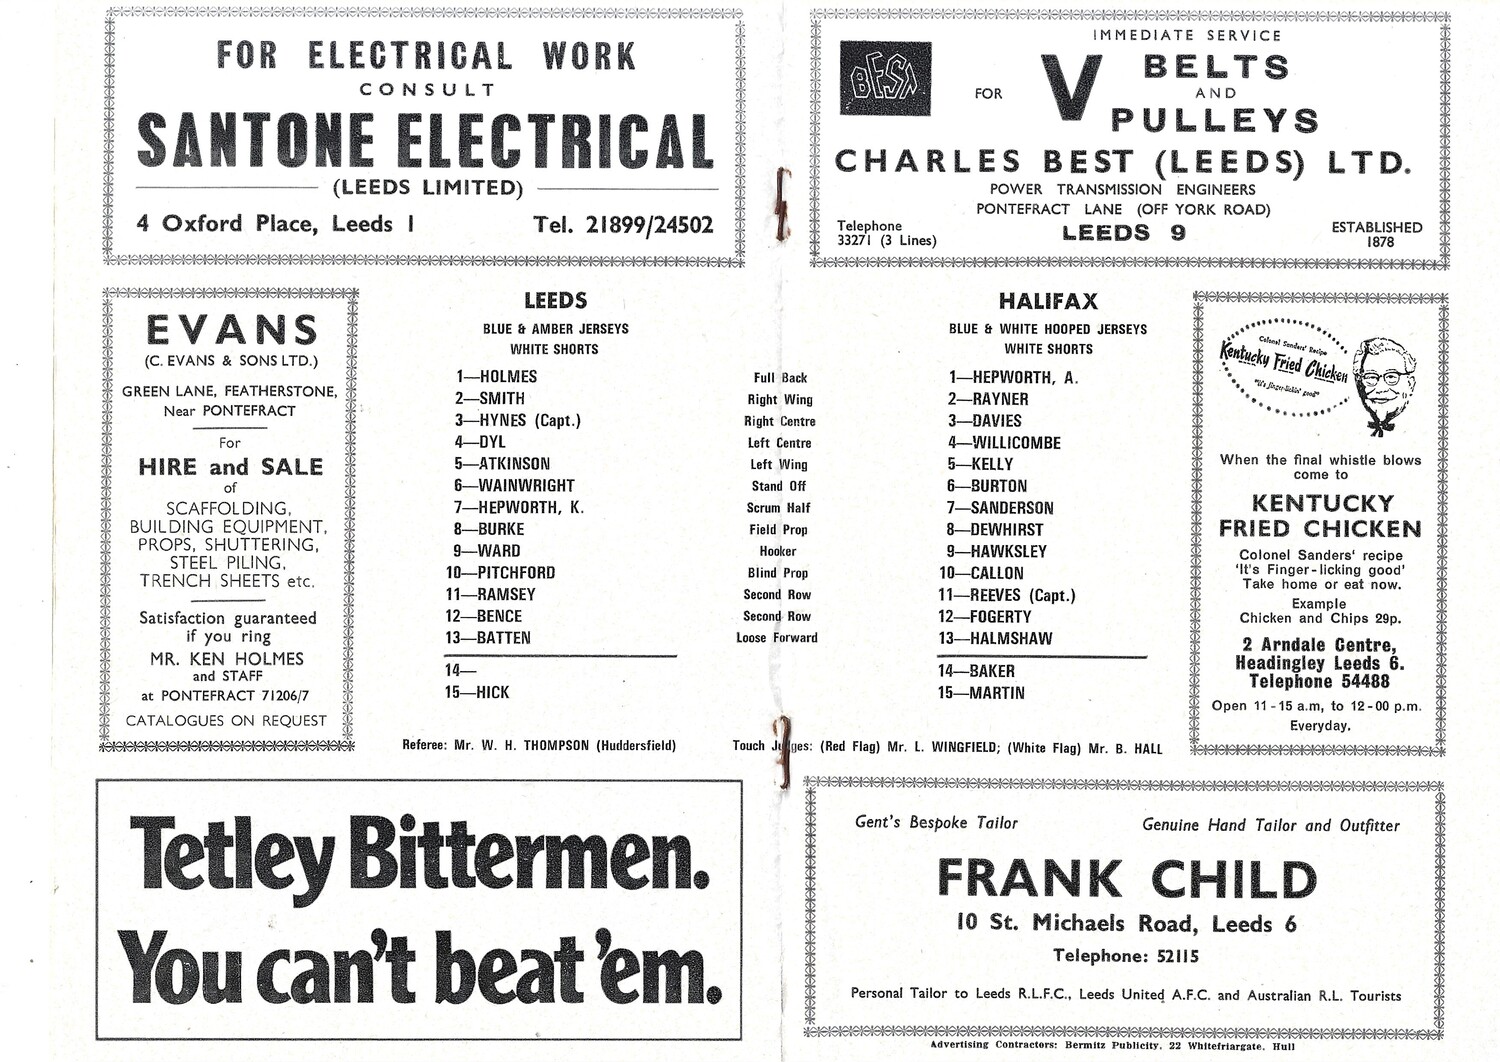 FOR ELECTRICAL WORK
CONSULT
SANTONE ELECTRICAL
(LEEDS LIMITED)
4 Oxford Place, Leeds 1 Tel. 21899/24502
BESA
IMMEDIATE SERVICE
FOR V BELTS
AND
PULLEYS
CHARLES BEST (LEEDS) LTD.
POWER TRANSMISSION ENGINEERS
PONTEFRACT LANE (OFF YORK ROAD)
Telephone
33271 (3 Lines)
LEEDS 9
ESTABLISHED
1878
EVANS
(C. EVANS & SONS LTD.)
GREEN LANE, FEATHERSTONE,
Near PONTEFRACT
For
HIRE and SALE
of
SCAFFOLDING,
BUILDING EQUIPMENT,
PROPS, SHUTTERING,
STEEL PILING,
TRENCH SHEETS etc.
Satisfaction guaranteed
if you ring
MR. KEN HOLMES
and STAFF
at PONTEFRACT 71206/7
CATALOGUES ON REQUEST
LEEDS HALIFAX
BLUE & AMBER JERSEYS BLUE & WHITE HOOPED JERSEYS
WHITE SHORTS WHITE SHORTS
1—HOLMES Full Back 1—HEPWORTH, A.
2—SMITH Right Wing 2—RAYNER
3—HYNES (Capt.) Right Centre 3—DAVIES
4—DYL Left Centre 4—WILLICOMBE
5—ATKINSON Left Wing 5—KELLY
6—WAINWRIGHT Stand Off 6—BURTON
7—HEPWORTH, K. Scrum Half 7—SANDERSON
8—BURKE Field Prop 8—DEWHIRST
9—WARD Hooker 9—HAWKSLEY
10—PITCHFORD Blind Prop 10—CALLON
11—RAMSEY Second Row 11—REEVES (Capt.)
12—BENCE Second Row 12—FOGERTY
13—BATTEN Loose Forward 13—HALMSHAW
14— 14—BAKER
15—HICK 15—MARTIN
Referee: Mr. W. H. THOMPSON (Huddersfield) Touch Judges: (Red Flag) Mr. L. WINGFIELD; (White Flag) Mr. B. HALL
Colonel Sanders' Recipe
Kentucky Fried Chicken
"it's finger-lickin' good"
When the final whistle blows
come to
KENTUCKY
FRIED CHICKEN
Colonel Sanders' recipe
'It's Finger-licking good'
Take home or eat now.
Example
Chicken and Chips 29p.
2 Arndale Centre,
Headingley Leeds 6.
Telephone 54488
Open 11-15 a.m, to 12-00 p.m.
Everyday.
Tetley Bittermen.
You can't beat 'em.
Gent's Bespoke Tailor Genuine Hand Tailor and Outfitter
FRANK CHILD
10 St. Michaels Road, Leeds 6
Telephone: 52115
Personal Tailor to Leeds R.L.F.C., Leeds United A.F.C. and Australian R.L. Tourists
Advertising Contractors: Bermitz Publicity, 22 Whitefriargate, Hull